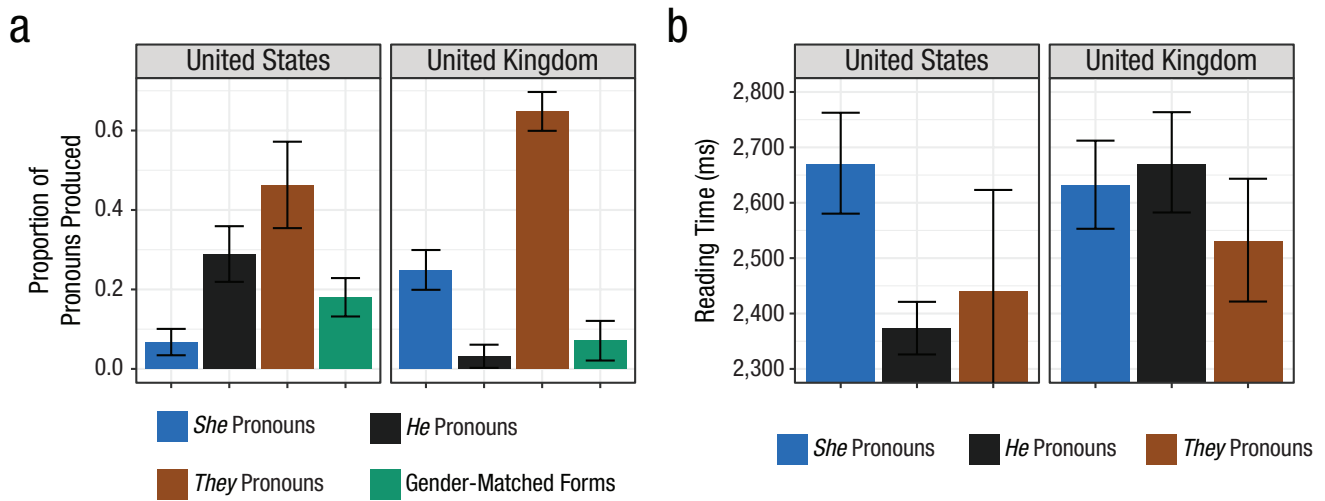 a
United States
United Kingdom
Proportion of
Pronouns Produced
0.6
0.4
0.2
0.0
She Pronouns
He Pronouns
They Pronouns
Gender-Matched Forms
b
United States
United Kingdom
Reading Time (ms)
2,800
2,700
2,600
2,500
2,400
2,300
She Pronouns
He Pronouns
They Pronouns